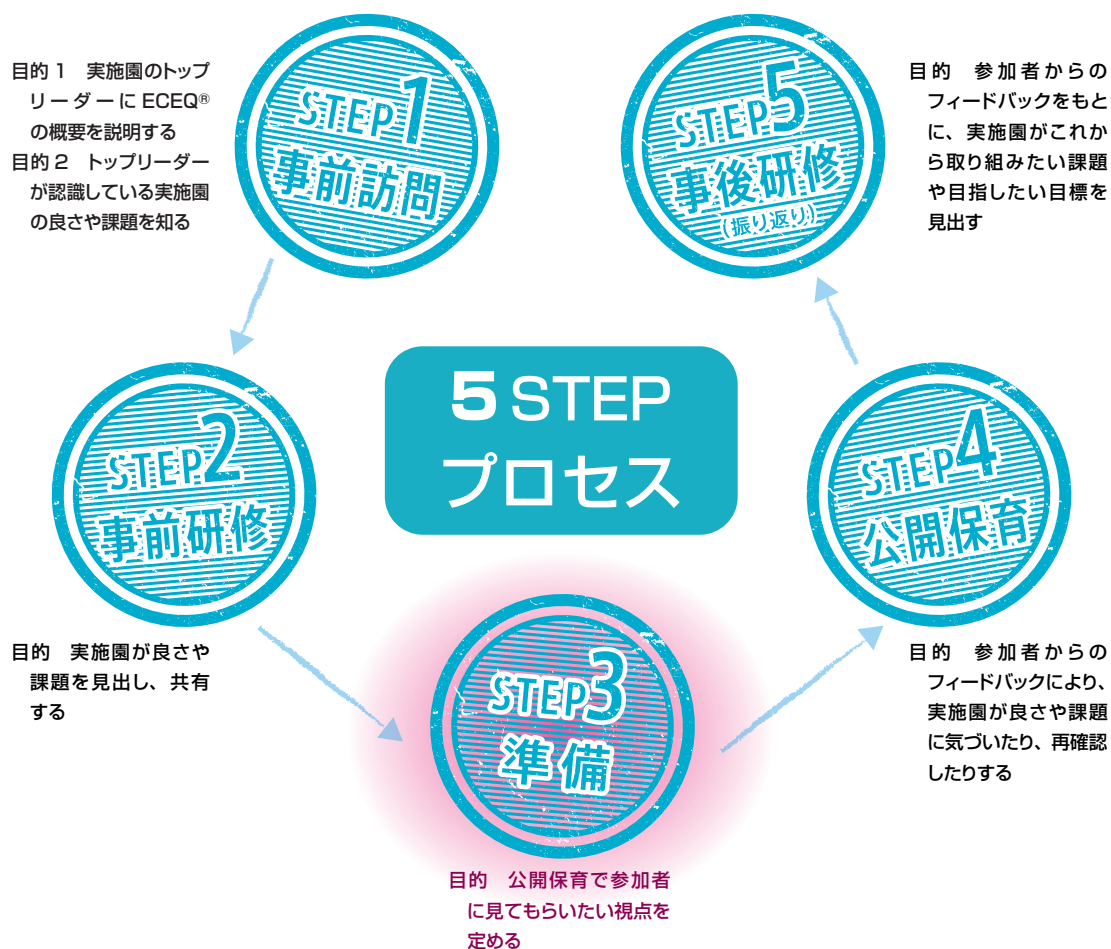 目的 1　実施園のトップ
リーダーに ECEQ®
の概要を説明する
目的 2　トップリーダー
が認識している実施園
の良さや課題を知る
STEP1
事前訪問
STEP5
事後研修
(振り返り)
目的　参加者からの
フィードバックをもと
に、実施園がこれか
ら取り組みたい課題
や目指したい目標を
見出す
5 STEP
プロセス
STEP2
事前研修
目的　実施園が良さや
課題を見出し、共有
する
STEP3
準備
目的　公開保育で参加者
に見てもらいたい視点を
定める
STEP4
公開保育
目的　参加者からの
フィードバックにより、
実施園が良さや課題
に気づいたり、再確認
したりする